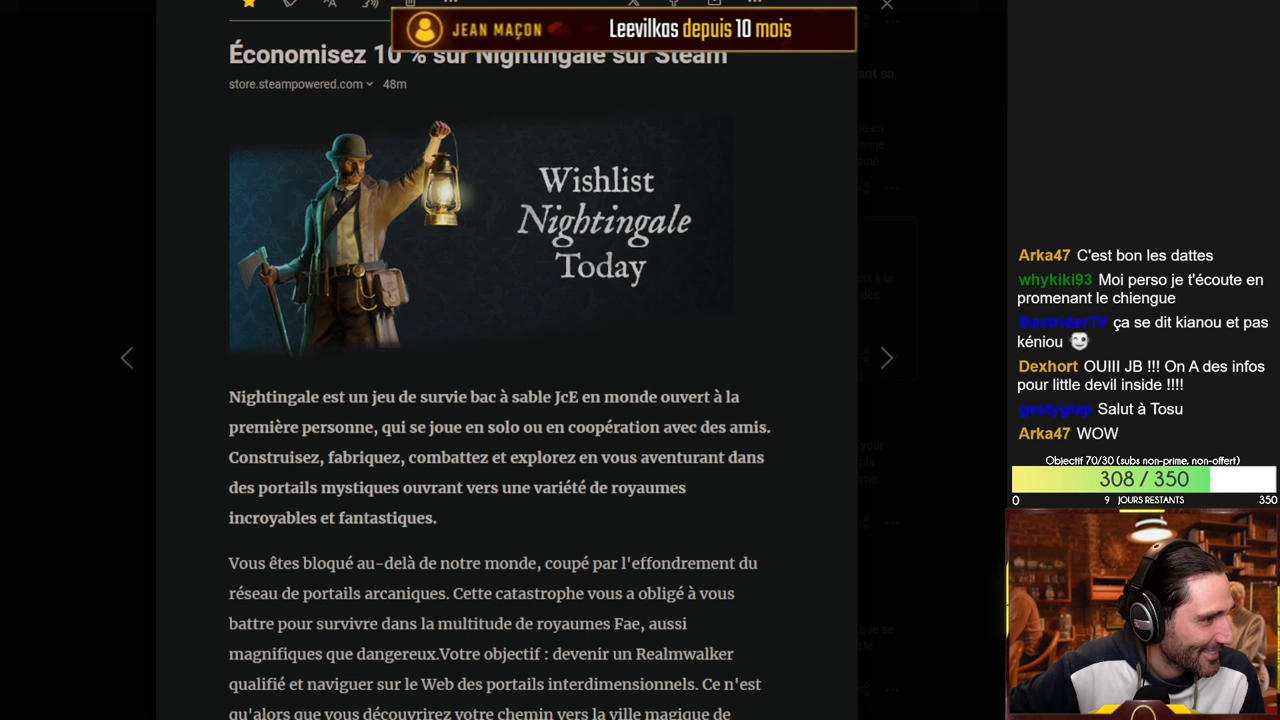 JEAN MAÇON
Leevilkas depuis 10 mois
Économisez 10 % sur Nightingale sur Steam
store.steampowered.com 48m
Wishlist
Nightingale
Today
Nightingale est un jeu de survie bac à sable JcE en monde ouvert à la
première personne, qui se joue en solo ou en coopération avec des amis.
Construisez, fabriquez, combattez et explorez en vous aventurant dans
des portails mystiques ouvrant vers une variété de royaumes
incroyables et fantastiques.
Vous êtes bloqué au-delà de notre monde, coupé par l'effondrement du
réseau de portails arcaniques. Cette catastrophe vous a obligé à vous
battre pour survivre dans la multitude de royaumes Fae, aussi
magnifiques que dangereux.Votre objectif : devenir un Realmwalker
qualifié et naviguer sur le Web des portails interdimensionnels. Ce n'est
qu'alors que vous découvrirez votre chemin vers la ville magique de
Arka47 C'est bon les dattes
whykiki93 Moi perso je t'écoute en
promenant le chiengue
BastriderTV ça se dit kianou et pas
kéniou
Dexhort OUIII JB !!! On A des infos
pour little devil inside !!!!
gestyglap Salut à Tosu
Arka47 WOW
Objectif 70/30 (subs non-prime, non-offert)
308 / 350
0 9 JOURS RESTANTS 350